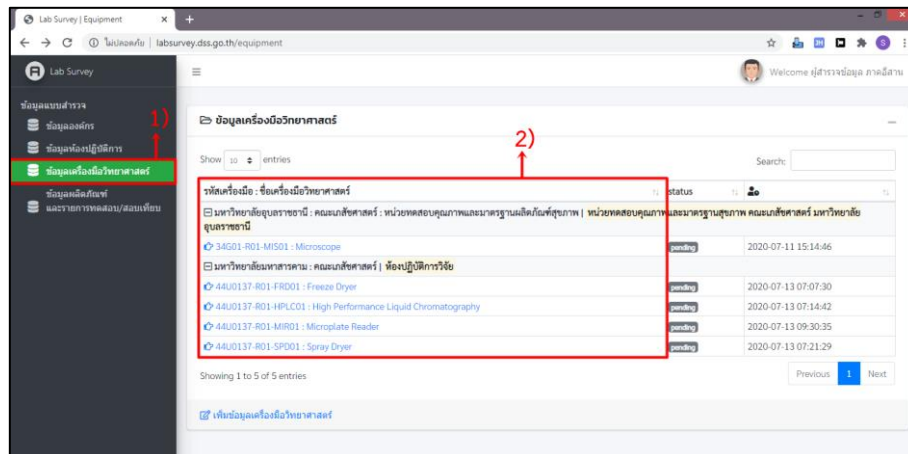 Lab Survey | Equipment
ไม่ปลอดภัย | labsurvey.dss.go.th/equipment
S
Lab Survey
Welcome ผู้สำรวจข้อมูล ภาคอีสาน
ข้อมูลแบบสำรวจ
1)
ข้อมูลองค์กร
ข้อมูลห้องปฏิบัติการ
ข้อมูลเครื่องมือวิทยาศาสตร์
ข้อมูลผลิตภัณฑ์
และรายการทดสอบ/สอบเทียบ
ข้อมูลเครื่องมือวิทยาศาสตร์
2)
Show 10 entries
Search:
รหัสเครื่องมือ : ชื่อเครื่องมือวิทยาศาสตร์ status
มหาวิทยาลัยอุบลราชธานี : คณะเภสัชศาสตร์ : หน่วยทดสอบคุณภาพและมาตรฐานผลิตภัณฑ์สุขภาพ | หน่วยทดสอบคุณภาพและมาตรฐานสุขภาพ คณะเภสัชศาสตร์ มหาวิทยาลัย
อุบลราชธานี
34G01-R01-MIS01 : Microscope pending 2020-07-11 15:14:46
มหาวิทยาลัยมหาสารคาม : คณะเภสัชศาสตร์ | ห้องปฏิบัติการวิจัย
44U0137-R01-FRD01 : Freeze Dryer pending 2020-07-13 07:07:30
44U0137-R01-HPLC01 : High Performance Liquid Chromatography pending 2020-07-13 07:14:42
44U0137-R01-MIR01 : Microplate Reader pending 2020-07-13 09:30:35
44U0137-R01-SPD01 : Spray Dryer pending 2020-07-13 07:21:29
Showing 1 to 5 of 5 entries
Previous 1 Next
เพิ่มข้อมูลเครื่องมือวิทยาศาสตร์